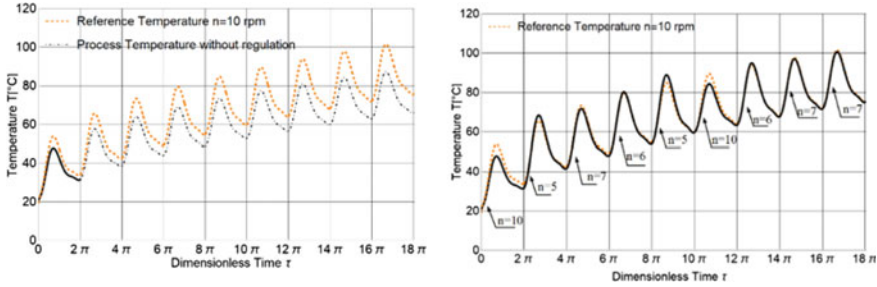 Reference Temperature n=10 rpm
Process Temperature without regulation
Temperature T[°C]
120
100
80
60
40
20
0
0 2 π 4 π 6 π 8 π 10 π 12 π 14 π 16 π 18 π
Dimensionless Time τ
Reference Temperature n=10 rpm
Temperature T[°C]
120
100
80
60
40
20
0
n=10
n=5
n=7
n=6
n=5
n=10
n=6
n=7
n=7
0 2 π 4 π 6 π 8 π 10 π 12 π 14 π 16 π 18 π
Dimensionless Time τ